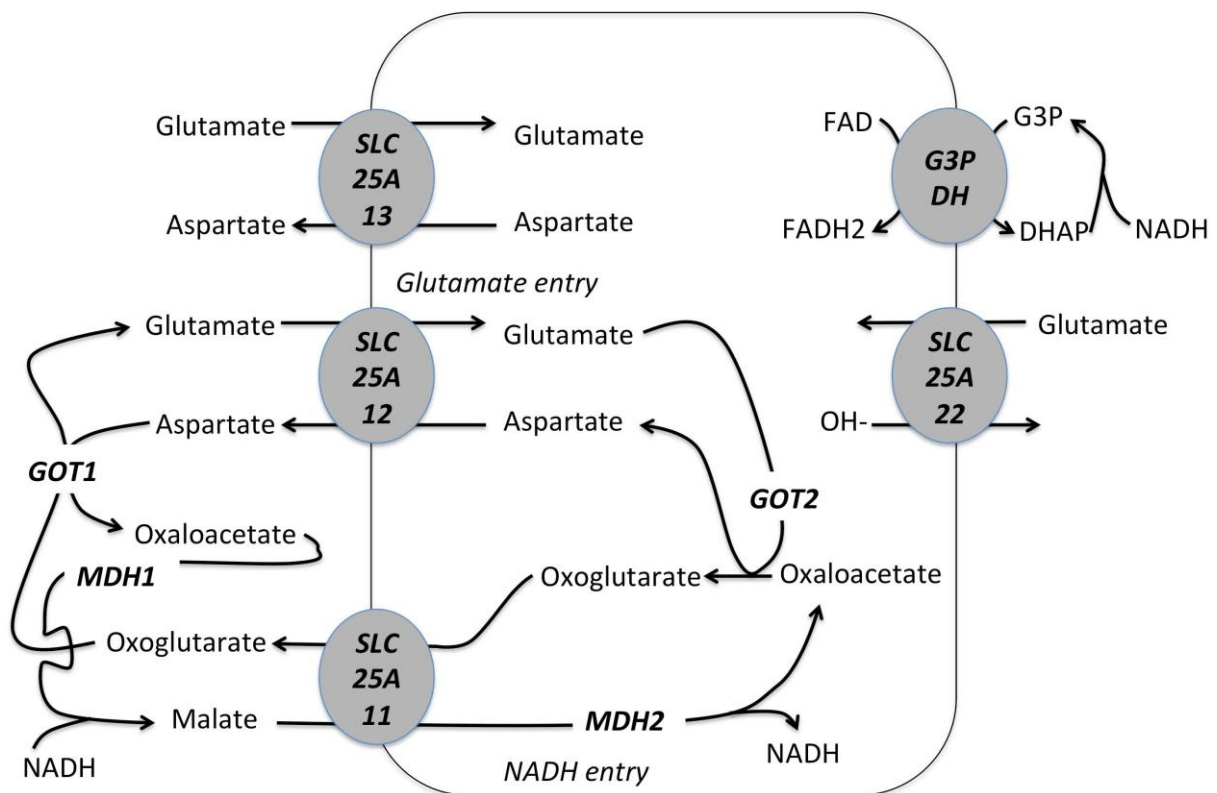 Glutamate
SLC
25A
13
Glutamate
Aspartate
Aspartate
FAD
G3P
DH
G3P
FADH2
DHAP
NADH
Glutamate entry
Glutamate
SLC
25A
12
Glutamate
Aspartate
Aspartate
SLC
25A
22
Glutamate
OH-
GOT1
GOT2
Oxaloacetate
MDH1
Oxoglutarate
Oxaloacetate
Oxoglutarate
SLC
25A
11
Malate
MDH2
NADH
NADH
NADH entry